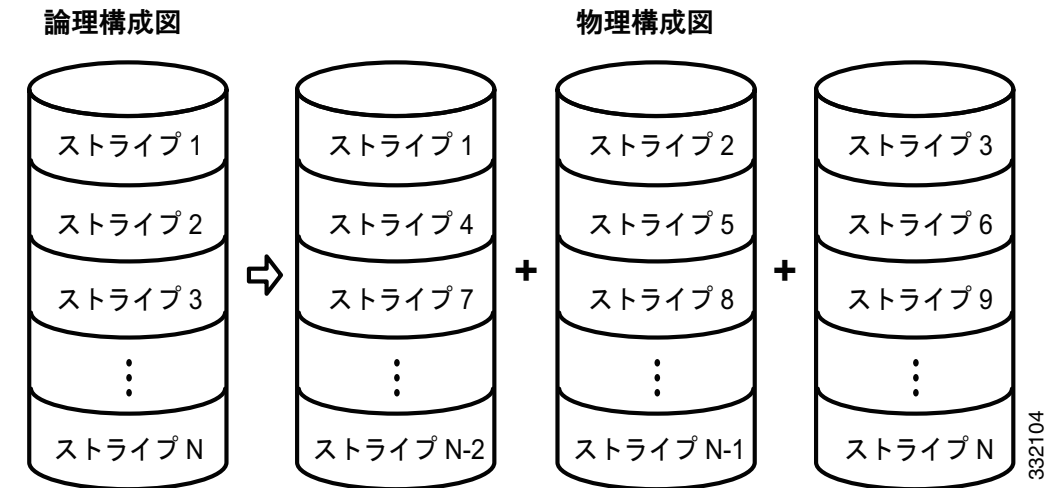 論理構成図
物理構成図
ストライプ 1
ストライプ 2
ストライプ 3
ストライプ N
ストライプ 1
ストライプ 4
ストライプ 7
ストライプ N-2
+
ストライプ 2
ストライプ 5
ストライプ 8
ストライプ N-1
+
ストライプ 3
ストライプ 6
ストライプ 9
ストライプ N
332104